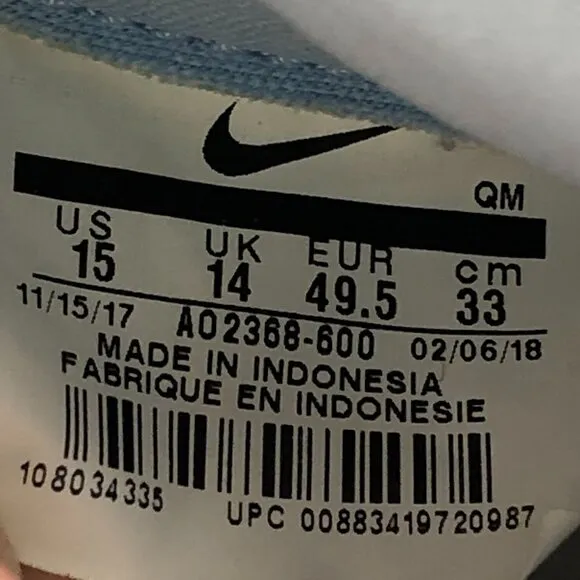 QM
US UK EUR cm
15 14 49.5 33
11/15/17 AO2368-600 02/06/18
MADE IN INDONESIA
FABRIQUE EN INDONESIE
108034335 UPC 00883419720987